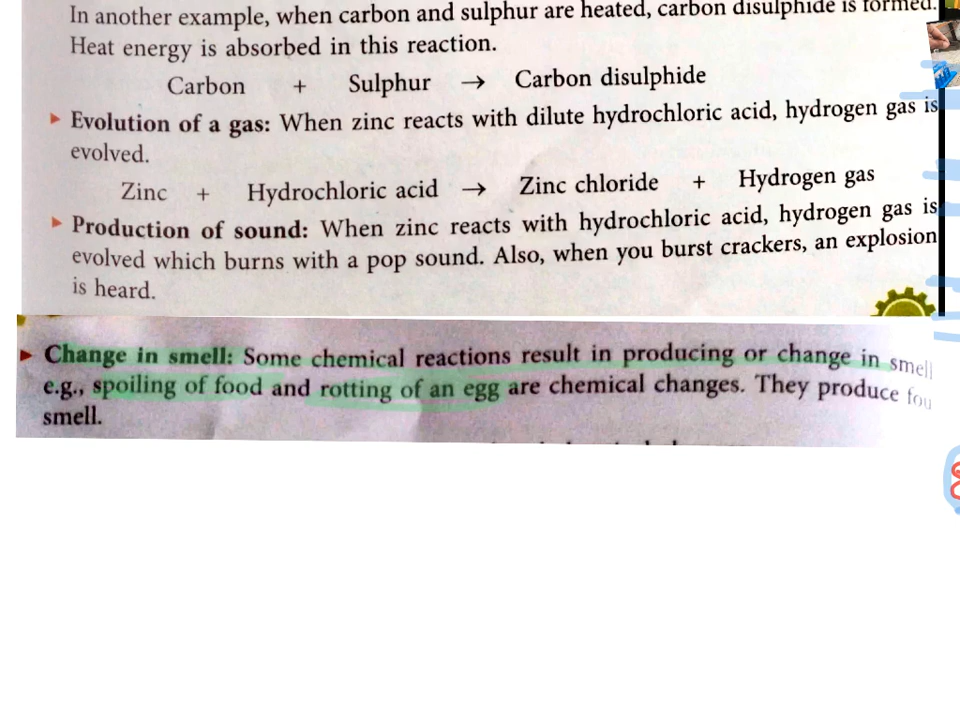 In another example, when carbon and sulphur are heated, carbon disulphide is formed.
Heat energy is absorbed in this reaction.
Carbon + Sulphur → Carbon disulphide
▸ Evolution of a gas: When zinc reacts with dilute hydrochloric acid, hydrogen gas is
evolved.
Zinc + Hydrochloric acid → Zinc chloride + Hydrogen gas
▸ Production of sound: When zinc reacts with hydrochloric acid, hydrogen gas is
evolved which burns with a pop sound. Also, when you burst crackers, an explosion
is heard.
▸ Change in smell: Some chemical reactions result in producing or change in smell
e.g., spoiling of food and rotting of an egg are chemical changes. They produce fou
smell.